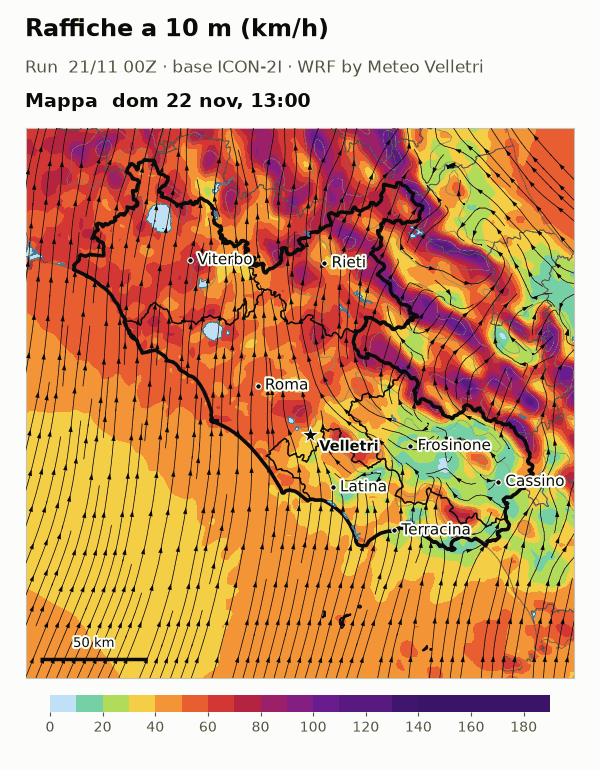 Raffiche a 10 m (km/h)
Run 21/11 00Z · base ICON-2I · WRF by Meteo Velletri
Mappa dom 22 nov, 13:00
Viterbo
Rieti
Roma
Velletri
Frosinone
Cassino
Latina
Terracina
50 km
0 20 40 60 80 100 120 140 160 180